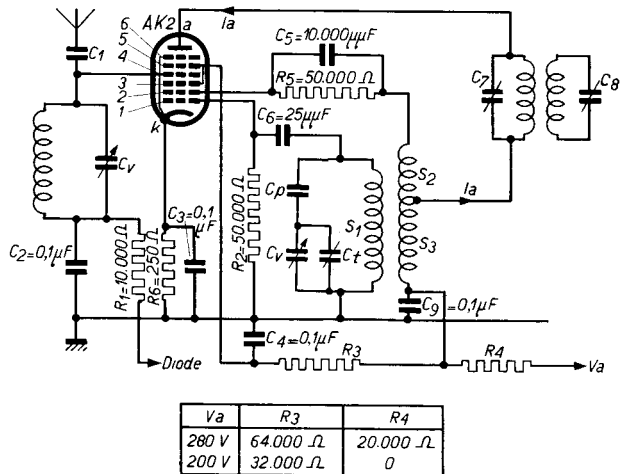 AK2 a Ia
6
5
4
3
2
1
k
C1
C5=10.000µµF
R5=50.000 Ω
C6=25µµF
C7
C8
Cv
Cp
S1
S2
S3
Ia
Cv
Ct
C2=0,1µF
R1=10.000Ω
R6=250Ω
C3=0,1
µF
R2=50.000 Ω
C9=0,1µF
C4=0,1µF
R3
R4
Diode
Va
Va R3 R4
280 V 64.000 Ω 20.000 Ω
200 V 32.000 Ω 0